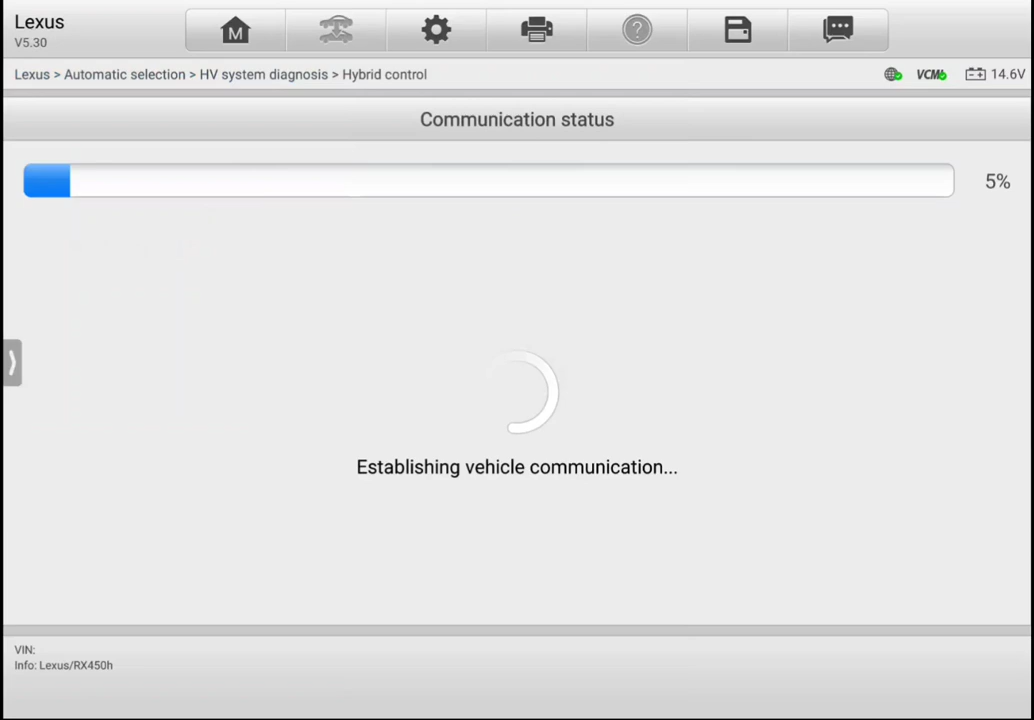 Lexus
V5.30
M
?
Lexus > Automatic selection > HV system diagnosis > Hybrid control
VCMI
14.6V
Communication status
5%
Establishing vehicle communication...
VIN:
Info: Lexus/RX450h